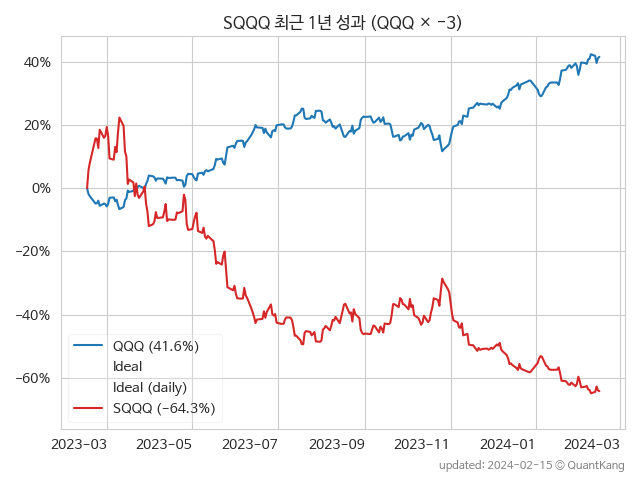 SQQQ 최근 1년 성과 (QQQ × −3)
40%
20%
0%
−20%
−40%
−60%
QQQ (41.6%)
Ideal
Ideal (daily)
SQQQ (−64.3%)
2023−03
2023−05
2023−07
2023−09
2023−11
2024−01
2024−03
updated: 2024−02−15 ⓒ QuantKang